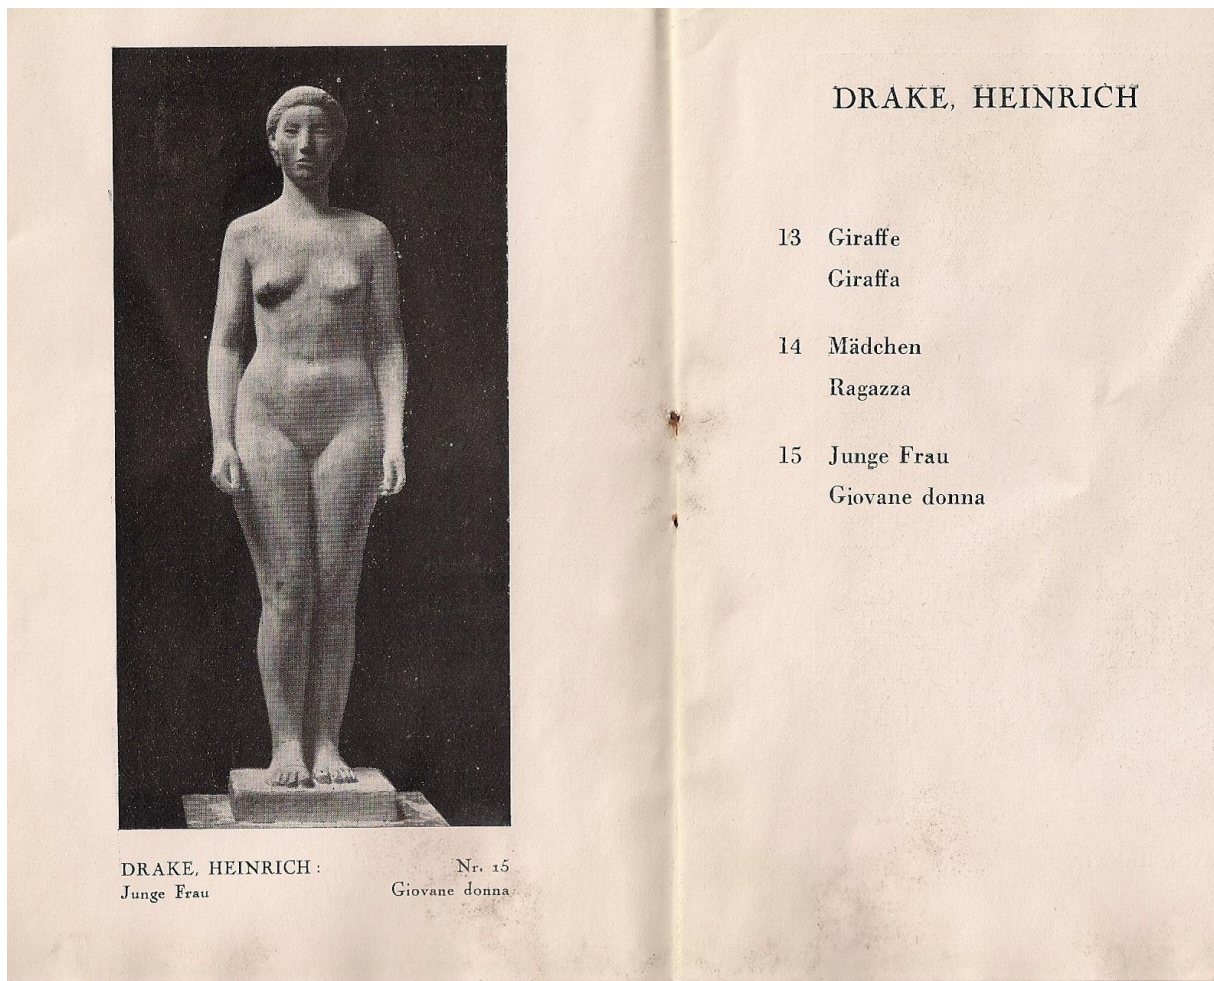 DRAKE, HEINRICH :
Nr. 15
Junge Frau
Giovane donna
DRAKE, HEINRICH
13 Giraffe
Giraffa
14 Mädchen
Ragazza
15 Junge Frau
Giovane donna